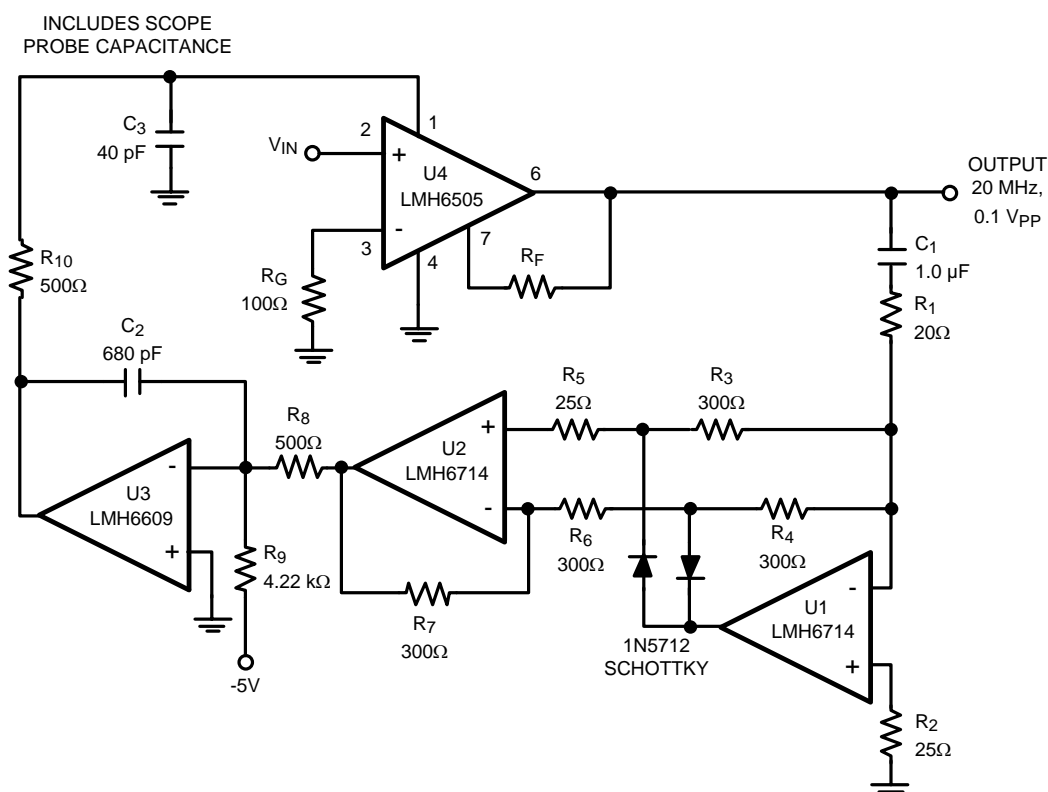 INCLUDES SCOPE
PROBE CAPACITANCE
C3
40 pF
1
2
VIN
+
U4
LMH6505
6
-
3
7
4
RF
RG
100Ω
OUTPUT
20 MHz,
0.1 VPP
C1
1.0 µF
R1
20Ω
R10
500Ω
C2
680 pF
R8
500Ω
U2
LMH6714
+
-
R5
25Ω
R3
300Ω
R6
300Ω
R4
300Ω
R7
300Ω
U3
LMH6609
-
+
R9
4.22 kΩ
-5V
1N5712
SCHOTTKY
U1
LMH6714
-
+
R2
25Ω